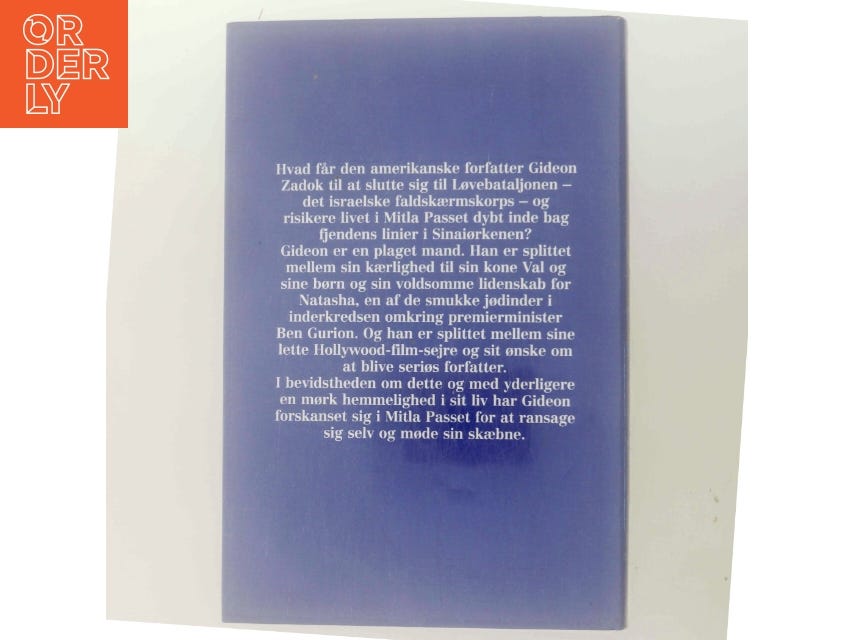 OR
DER
LY
Hvad får den amerikanske forfatter Gideon
Zadok til at slutte sig til Løvebataljonen –
det israelske faldskærmskorps – og
risikere livet i Mitla Passet dybt inde bag
fjendens linier i Sinaiørkenen?
Gideon er en plaget mand. Han er splittet
mellem sin kærlighed til sin kone Val og
sine børn og sin voldsomme lidenskab for
Natasha, en af de smukke jødinder i
inderkredsen omkring premierminister
Ben Gurion. Og han er splittet mellem sine
lette Hollywood-film-sejre og sit ønske om
at blive seriøs forfatter.
I bevidstheden om dette og med yderligere
en mørk hemmelighed i sit liv har Gideon
forskanset sig i Mitla Passet for at ransage
sig selv og møde sin skæbne.